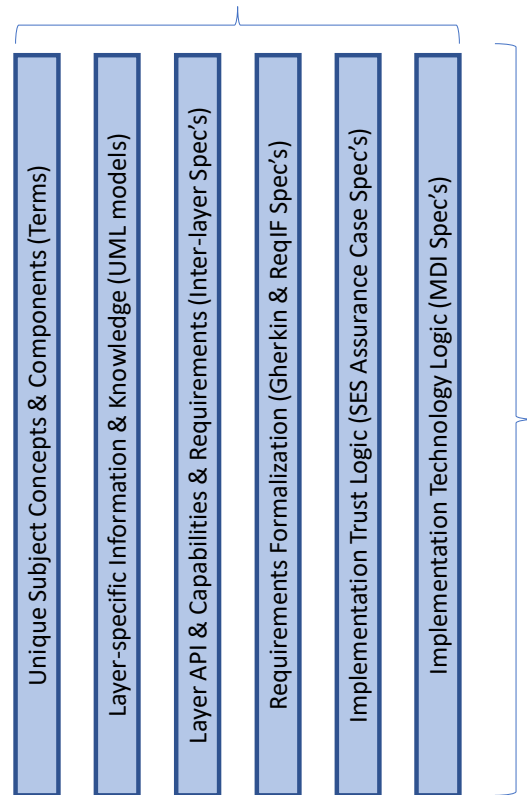 Unique Subject Concepts & Components (Terms)
Layer-specific Information & Knowledge (UML models)
Layer API & Capabilities & Requirements (Inter-layer Spec’s)
Requirements Formalization (Gherkin & ReqIF Spec’s)
Implementation Trust Logic (SES Assurance Case Spec’s)
Implementation Technology Logic (MDI Spec’s)